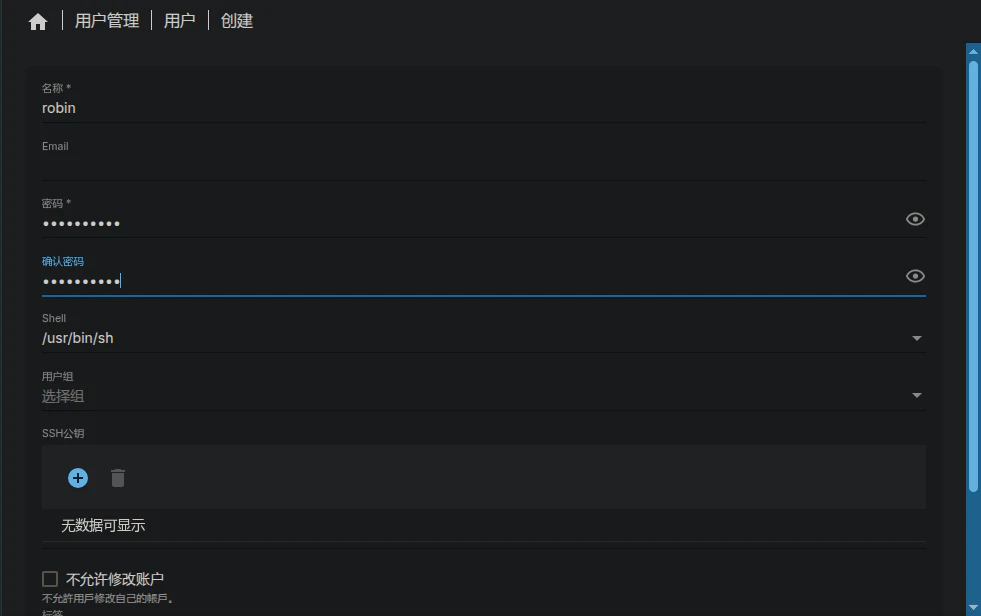 用户管理 | 用户 | 创建
名称 *
robin
Email
密码 *
••••••••••
确认密码
••••••••••
Shell
/usr/bin/sh
用户组
选择组
SSH公钥
无数据可显示
不允许修改账户
不允許用戶修改自己的帳戶。
标签